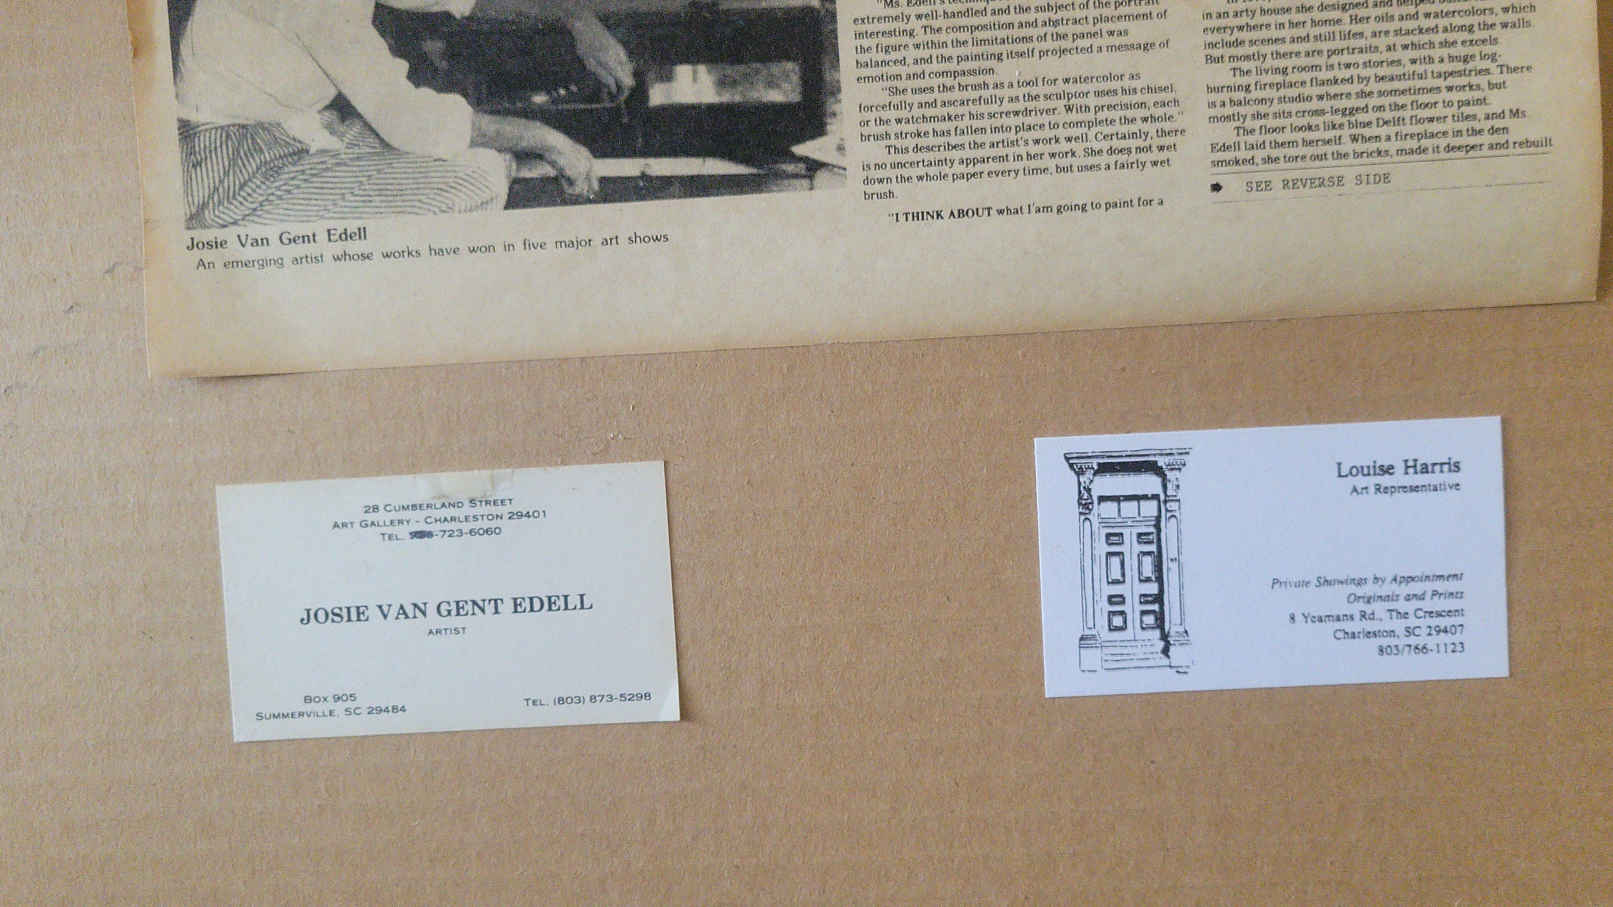 "Ms. Edell's
extremely well-handled and the subject of the portrait
interesting. The composition and abstract placement of
the figure within the limitations of the panel was
balanced, and the painting itself projected a message of
emotion and compassion.
"She uses the brush as a tool for watercolor as
forcefully and ascarefully as the sculptor uses his chisel,
or the watchmaker his screwdriver. With precision, each
brush stroke has fallen into place to complete the whole."
This describes the artist's work well. Certainly, there
is no uncertainty apparent in her work. She does not wet
down the whole paper every time, but uses a fairly wet
brush.
"I THINK ABOUT what I'am going to paint for a
in an arty house she designed and helped
everywhere in her home. Her oils and watercolors, which
include scenes and still lifes, are stacked along the walls.
But mostly there are portraits, at which she excels.
The living room is two stories, with a huge log-
burning fireplace flanked by beautiful tapestries. There
is a balcony studio where she sometimes works, but
mostly she sits cross-legged on the floor to paint.
The floor looks like blue Delft flower tiles, and Ms.
Edell laid them herself. When a fireplace in the den
smoked, she tore out the bricks, made it deeper and rebuilt
SEE REVERSE SIDE
Josie Van Gent Edell
An emerging artist whose works have won in five major art shows
28 CUMBERLAND STREET
ART GALLERY - CHARLESTON 29401
TEL. -723-6060
JOSIE VAN GENT EDELL
ARTIST
BOX 905
SUMMERVILLE, SC 29484
TEL. (803) 873-5298
Louise Harris
Art Representative
Private Showings by Appointment
Originals and Prints
8 Yeamans Rd., The Crescent
Charleston, SC 29407
803/766-1123